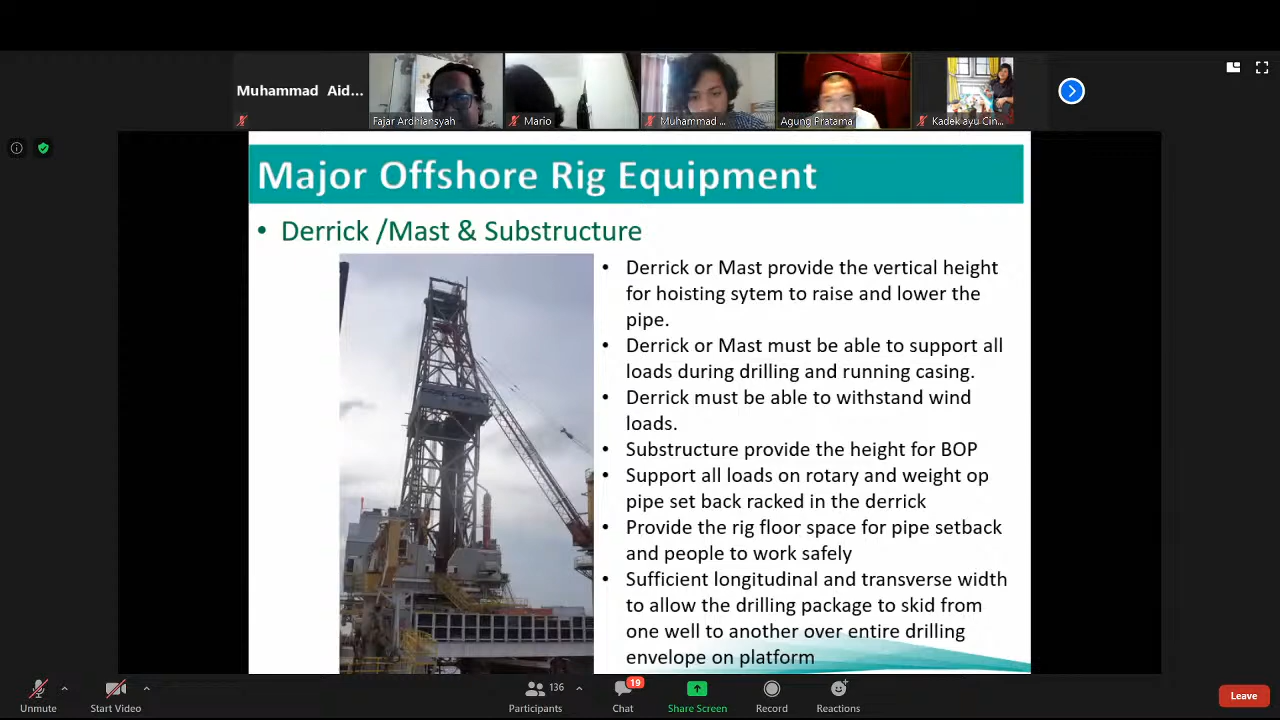 Muhammad Aid...
Fajar Ardhiansyah
Mario
Muhammad ...
Agung Pratama
Kadek ayu Cin...
Major Offshore Rig Equipment
• Derrick /Mast & Substructure
• Derrick or Mast provide the vertical height
for hoisting sytem to raise and lower the
pipe.
• Derrick or Mast must be able to support all
loads during drilling and running casing.
• Derrick must be able to withstand wind
loads.
• Substructure provide the height for BOP
• Support all loads on rotary and weight op
pipe set back racked in the derrick
• Provide the rig floor space for pipe setback
and people to work safely
• Sufficient longitudinal and transverse width
to allow the drilling package to skid from
one well to another over entire drilling
envelope on platform
Unmute
Start Video
136
Participants
19
Chat
Share Screen
Record
Reactions
Leave